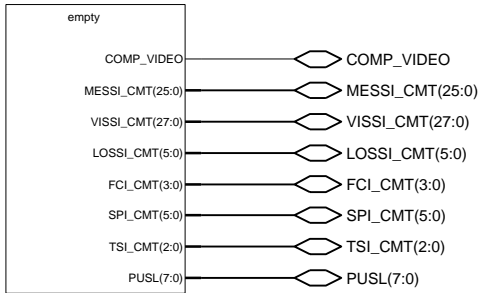 empty
COMP_VIDEO COMP_VIDEO
MESSI_CMT(25:0) MESSI_CMT(25:0)
VISSI_CMT(27:0) VISSI_CMT(27:0)
LOSSI_CMT(5:0) LOSSI_CMT(5:0)
FCI_CMT(3:0) FCI_CMT(3:0)
SPI_CMT(5:0) SPI_CMT(5:0)
TSI_CMT(2:0) TSI_CMT(2:0)
PUSL(7:0) PUSL(7:0)